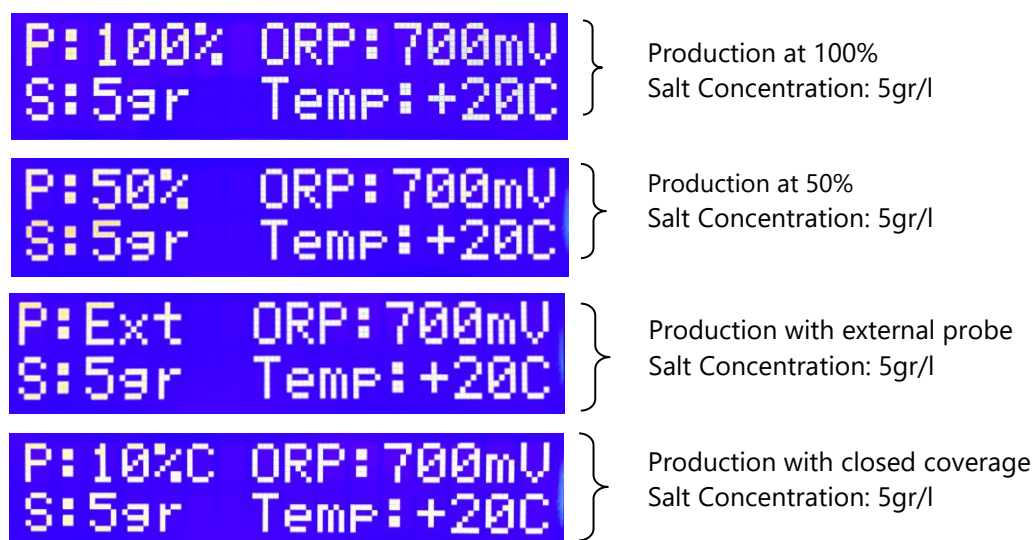 P:100% ORP:700mV
S:5gr Temp:+20C
Production at 100%
Salt Concentration: 5gr/l
P:50% ORP:700mV
S:5gr Temp:+20C
Production at 50%
Salt Concentration: 5gr/l
P:Ext ORP:700mV
S:5gr Temp:+20C
Production with external probe
Salt Concentration: 5gr/l
P:10%C ORP:700mV
S:5gr Temp:+20C
Production with closed coverage
Salt Concentration: 5gr/l